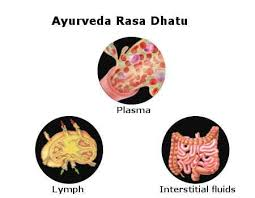 Ayurveda Rasa Dhatu
Plasma
Lymph
Interstitial fluids